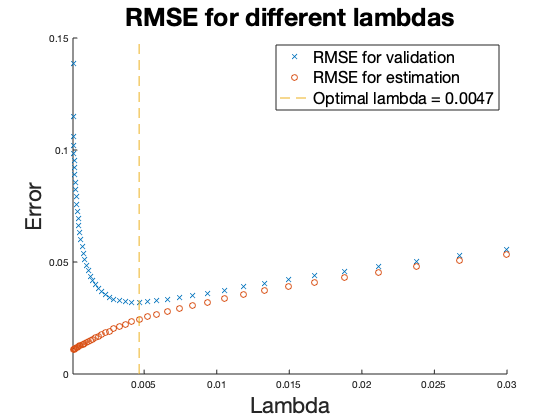 RMSE for different lambdas
0.15
RMSE for validation
RMSE for estimation
Optimal lambda = 0.0047
0.1
Error
0.05
0
0.005
0.01
0.015
0.02
0.025
0.03
Lambda